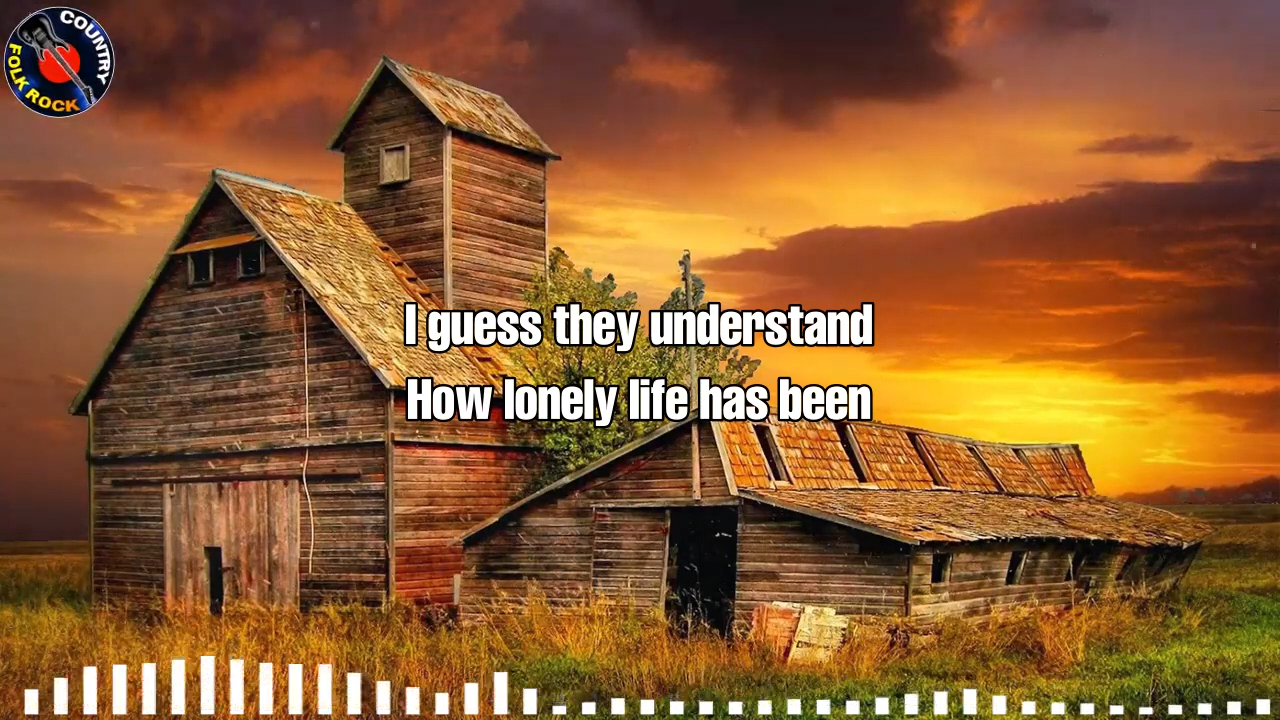 COUNTRY
FOLK ROCK
I guess they understand
How lonely life has been